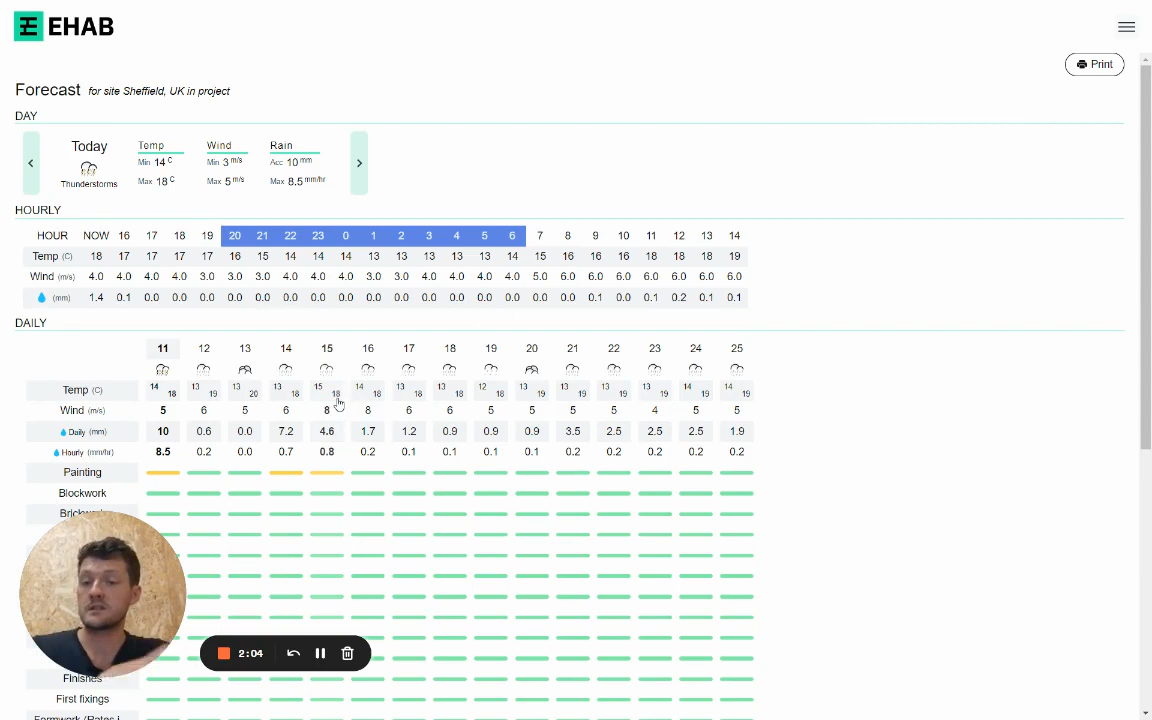 EHAB
Print
Forecast for site Sheffield, UK in project
DAY
Today Temp Wind Rain
Min 14 C Min 3 m/s Acc 10 mm
Thunderstorms Max 18 C Max 5 m/s Max 8.5 mm/hr
HOURLY
HOUR NOW 16 17 18 19 20 21 22 23 0 1 2 3 4 5 6 7 8 9 10 11 12 13 14
Temp (C) 18 17 17 17 17 16 15 14 14 14 13 13 13 13 13 14 15 16 16 16 18 18 18 19
Wind (m/s) 4.0 4.0 4.0 4.0 3.0 3.0 3.0 4.0 4.0 4.0 3.0 3.0 4.0 4.0 4.0 4.0 5.0 6.0 6.0 6.0 6.0 6.0 6.0 6.0
(mm) 1.4 0.1 0.0 0.0 0.0 0.0 0.0 0.0 0.0 0.0 0.0 0.0 0.0 0.0 0.0 0.0 0.0 0.0 0.1 0.0 0.1 0.2 0.1 0.1
DAILY
11 12 13 14 15 16 17 18 19 20 21 22 23 24 25
Temp (C) 14 18 13 19 13 20 13 18 15 18 14 18 13 18 13 18 12 18 13 19 13 19 13 19 13 19 14 19 14 19
Wind (m/s) 5 6 5 6 8 8 6 6 5 5 5 5 4 5 5
Daily (mm) 10 0.6 0.0 7.2 4.6 1.7 1.2 0.9 0.9 0.9 3.5 2.5 2.5 2.5 1.9
Hourly (mm/hr) 8.5 0.2 0.0 0.7 0.8 0.2 0.1 0.1 0.1 0.1 0.2 0.2 0.2 0.2 0.2
Painting
Blockwork
2:04
Finishes
First fixings